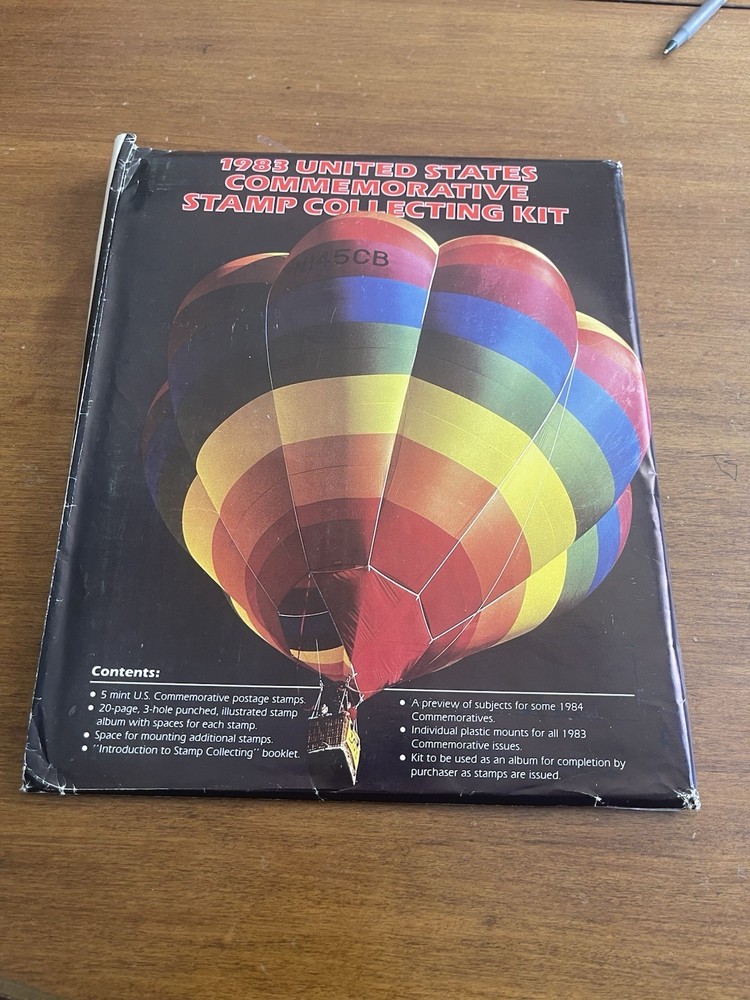 1983 UNITED STATES
COMMEMORATIVE
STAMP COLLECTING KIT
N145CB
Contents:
• 5 mint U.S. Commemorative postage stamps.
• 20-page, 3-hole punched, illustrated stamp
album with spaces for each stamp.
• Space for mounting additional stamps.
• "Introduction to Stamp Collecting" booklet.
• A preview of subjects for some 1984
Commemoratives.
• Individual plastic mounts for all 1983
Commemorative issues.
• Kit to be used as an album for completion by
purchaser as stamps are issued.